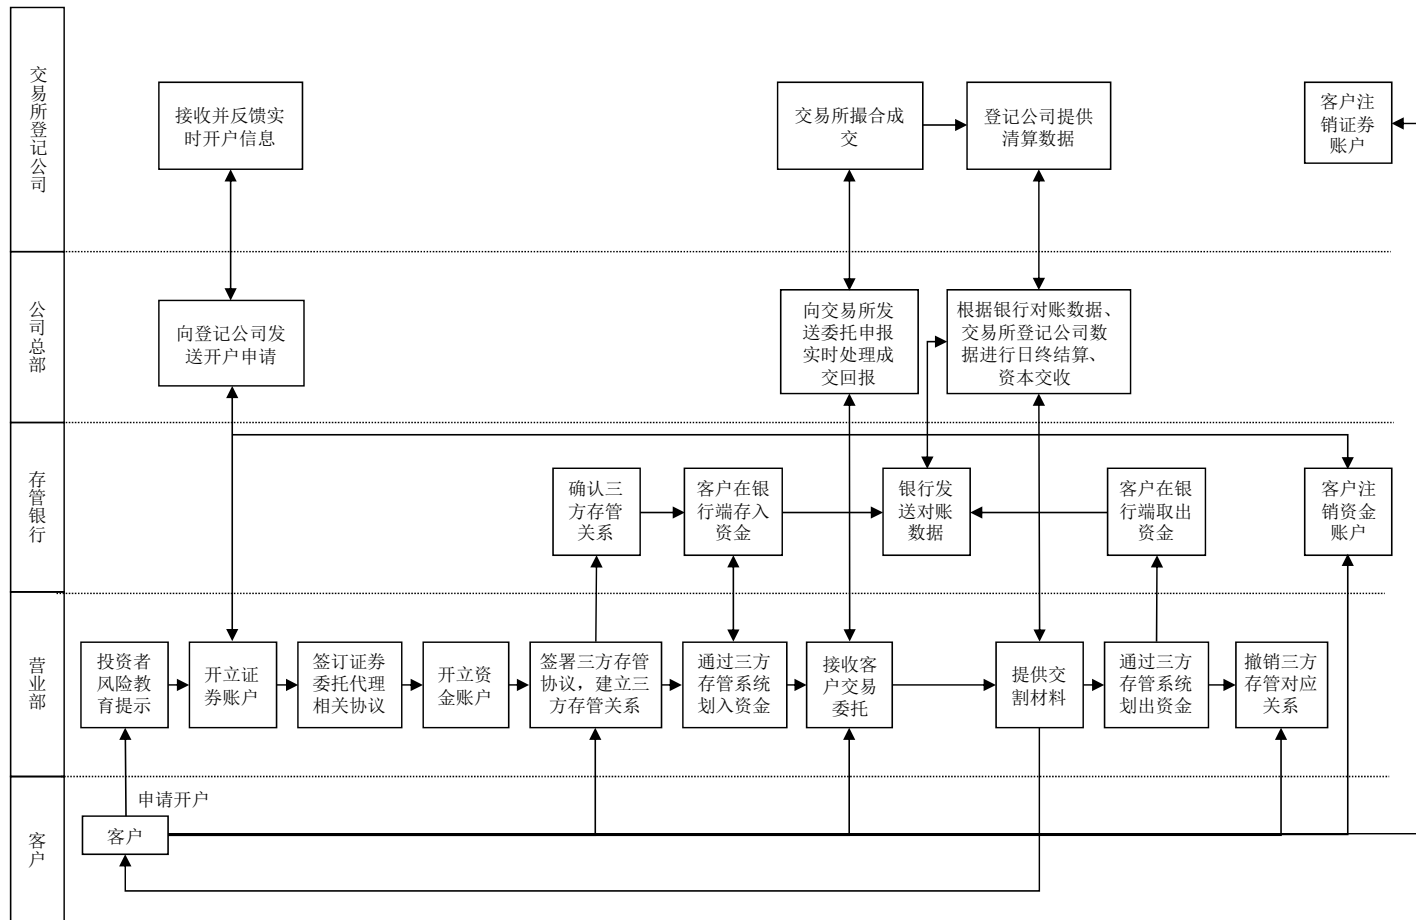 交易所登记公司
接收并反馈实
时开户信息
交易所撮合成
交
登记公司提供
清算数据
客户注
销证券
账户
公司总部
向登记公司发
送开户申请
向交易所发
送委托申报
实时处理成
交回报
根据银行对账数据、
交易所登记公司数
据进行日终结算、
资本交收
存管银行
确认三
方存管
关系
客户在银
行端存入
资金
银行发
送对账
数据
客户在银
行端取出
资金
客户注
销资金
账户
营业部
投资者
风险教
育提示
开立证
券账户
签订证券
委托代理
相关协议
开立资
金账户
签署三方存管
协议，建立三
方存管关系
通过三方
存管系统
划入资金
接收客
户交易
委托
提供交
割材料
通过三方
存管系统
划出资金
撤销三方
存管对应
关系
客户
申请开户
客户